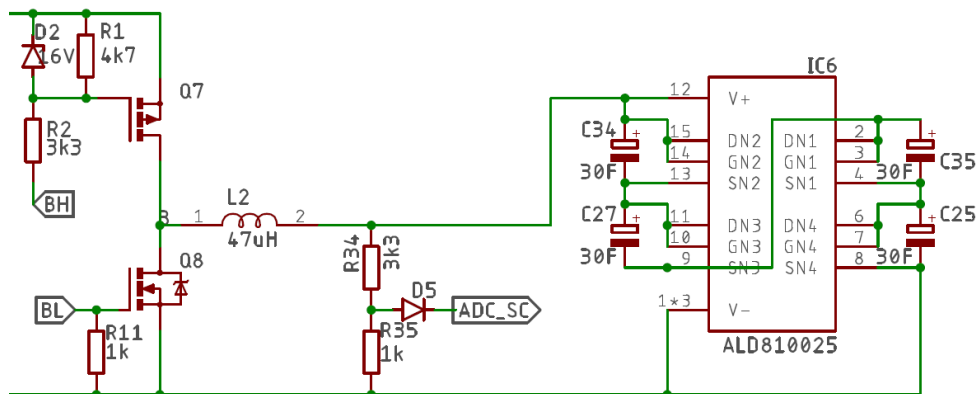 D2
16V
R1
4k7
Q7
R2
3k3
BH
L2
1
2
47uH
Q8
BL
R11
1k
R34
3k3
D5
ADC_SC
R35
1k
IC6
12
V+
C34
+
30F
15
DN2
14
GN2
13
SN2
DN1
2
GN1
3
SN1
4
+
30F
C35
C27
+
30F
11
DN3
10
GN3
9
SN3
DN4
6
GN4
7
SN4
8
+
30F
C25
1*3
V-
ALD810025